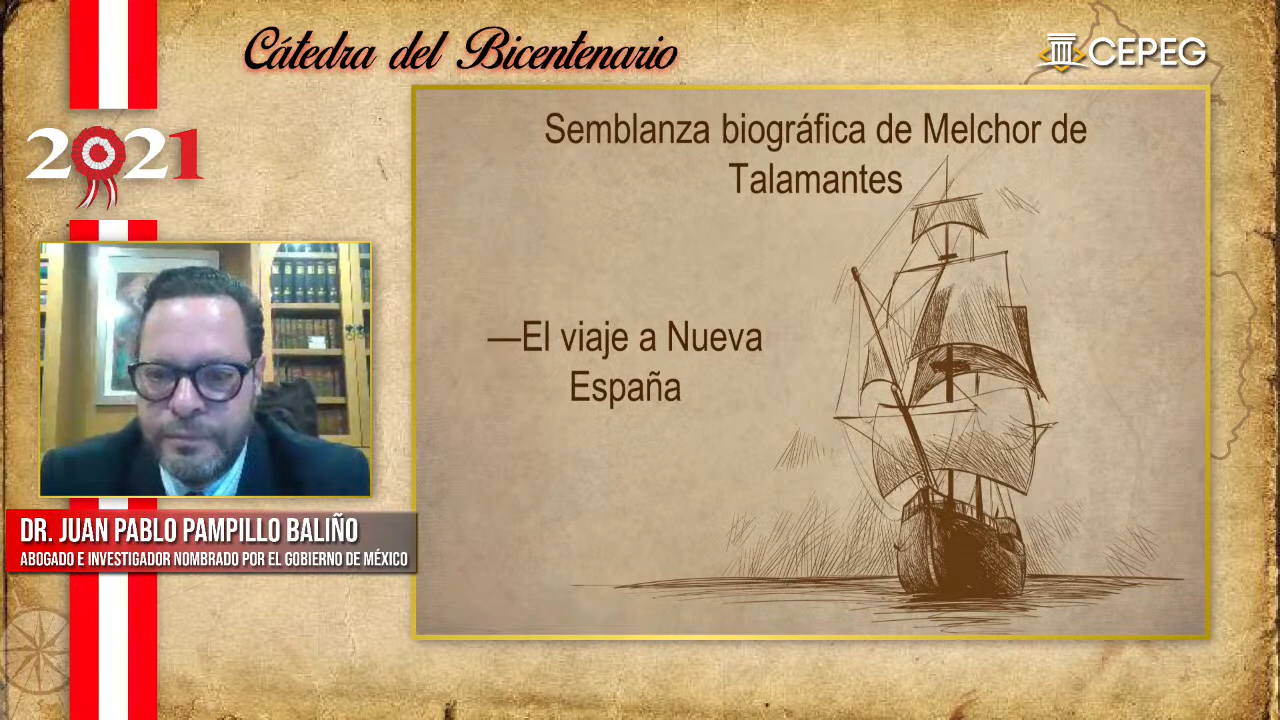 Cátedra del Bicentenario
CEPEG
2021
Semblanza biográfica de Melchor de
Talamantes
—El viaje a Nueva
España
DR. JUAN PABLO PAMPILLO BALIÑO
ABOGADO E INVESTIGADOR NOMBRADO POR EL GOBIERNO DE MÉXICO